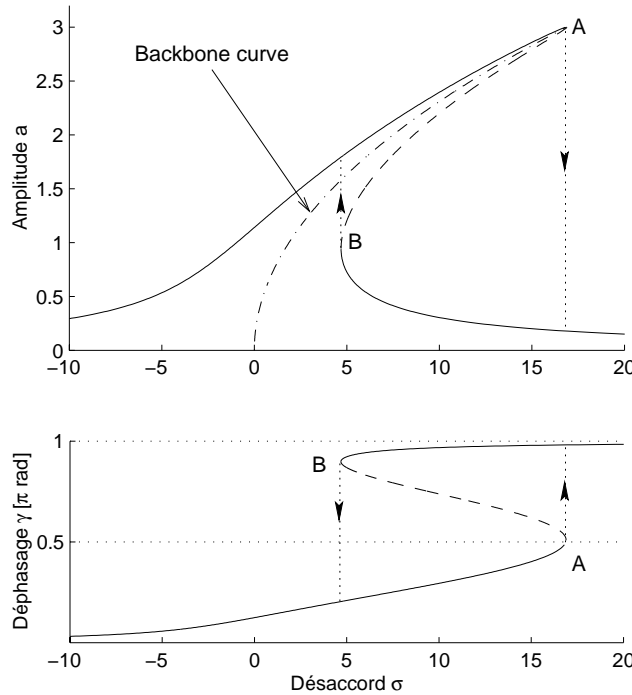 3
A
Backbone curve
2.5
2
Amplitude a
1.5
B
1
0.5
0
−10 −5 0 5 10 15 20
1
B
Déphasage γ [π rad]
0.5
A
−10 −5 0 5 10 15 20
Désaccord σ